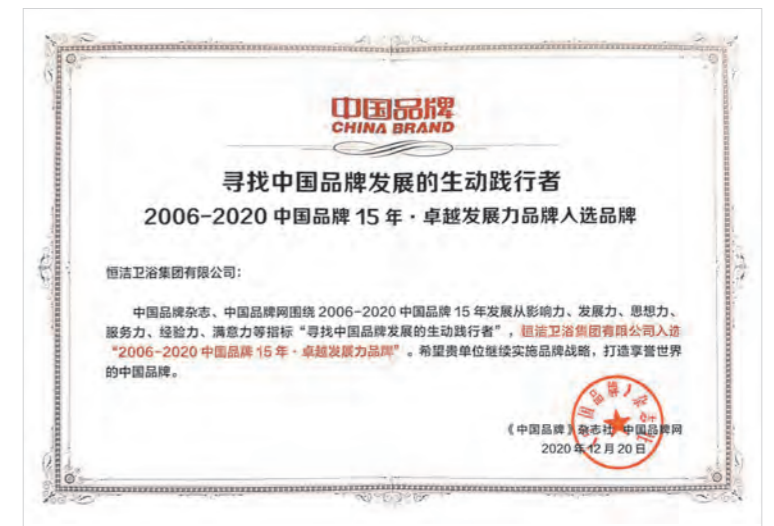 中国品牌
CHINA BRAND
寻找中国品牌发展的生动践行者
2006-2020 中国品牌 15 年·卓越发展力品牌入选品牌
恒洁卫浴集团有限公司：
中国品牌杂志、中国品牌网围绕 2006-2020 中国品牌 15 年发展从影响力、发展力、思想力、
服务力、经验力、满意力等指标“寻找中国品牌发展的生动践行者”，恒洁卫浴集团有限公司入选
“2006-2020 中国品牌 15 年·卓越发展力品牌”。希望贵单位继续实施品牌战略，打造享誉世界
的中国品牌。
《中国品牌》杂志社 中国品牌网
2020 年 12 月 20 日
《中国品牌》杂志社